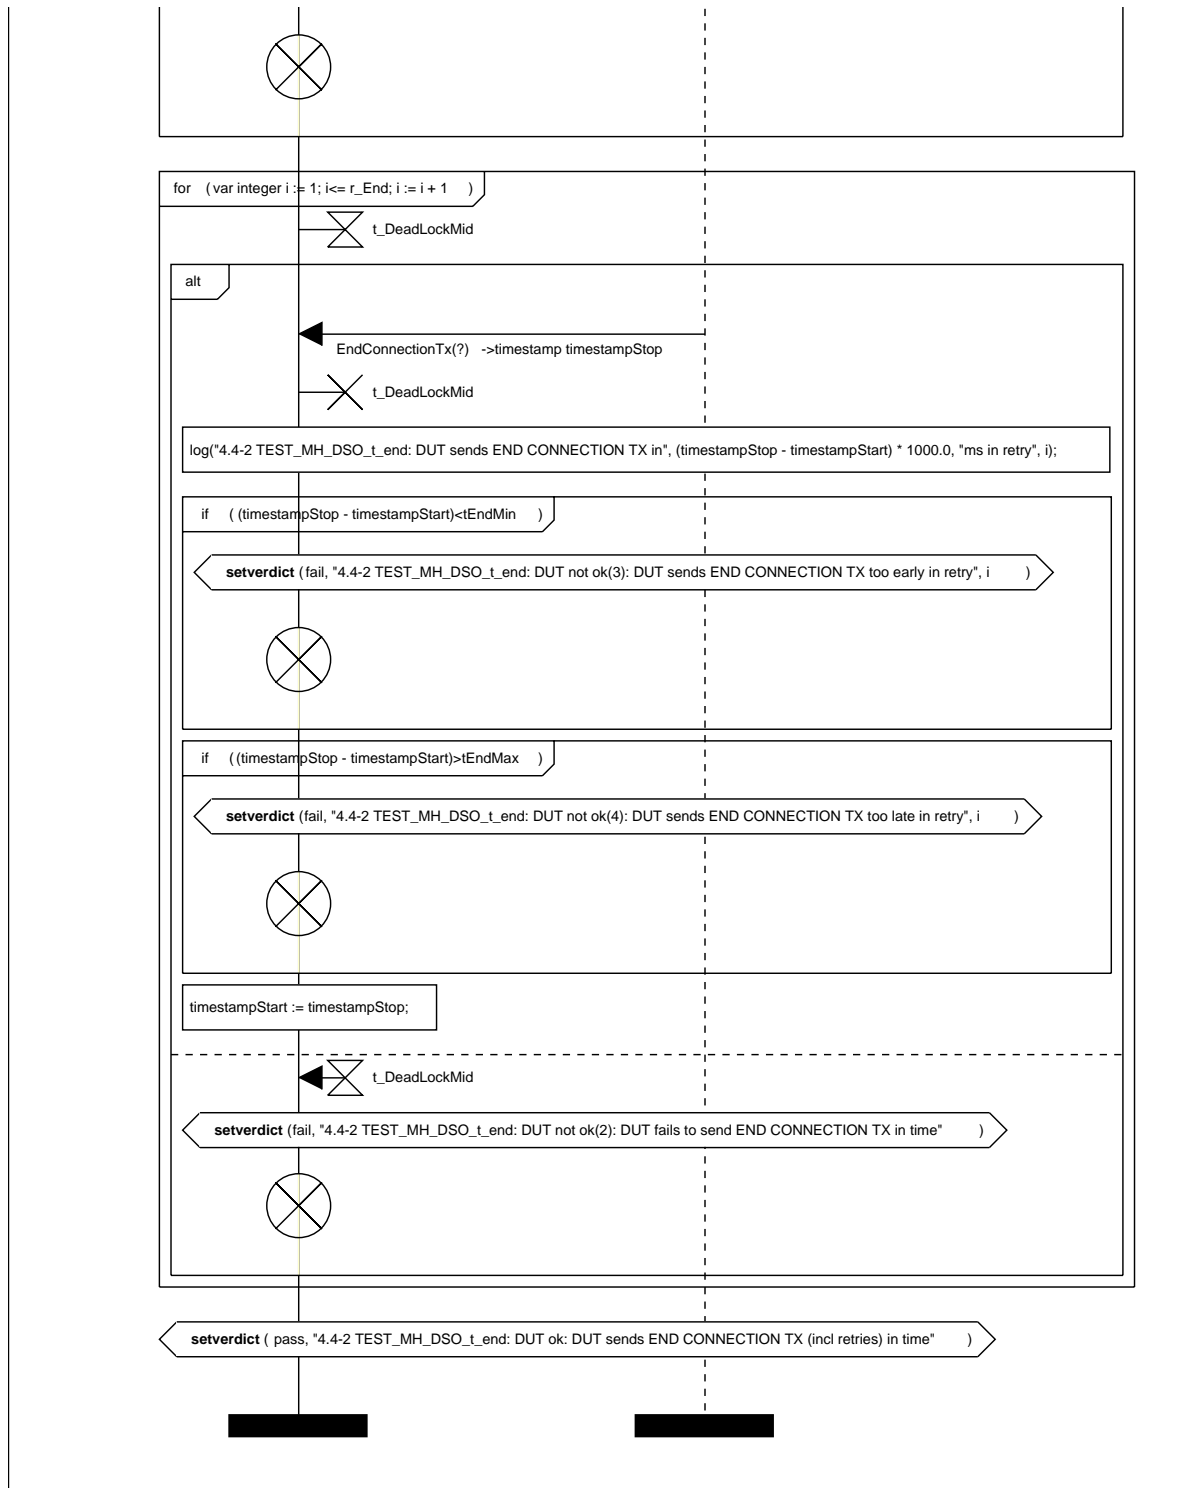 for (var integer i := 1; i<= r_End; i := i + 1 )
t_DeadLockMid
alt
EndConnectionTx(?) ->timestamp timestampStop
t_DeadLockMid
log("4.4-2 TEST_MH_DSO_t_end: DUT sends END CONNECTION TX in", (timestampStop - timestampStart) * 1000.0, "ms in retry", i);
if ( (timestampStop - timestampStart)<tEndMin )
setverdict (fail, "4.4-2 TEST_MH_DSO_t_end: DUT not ok(3): DUT sends END CONNECTION TX too early in retry", i )
if ( (timestampStop - timestampStart)>tEndMax )
setverdict (fail, "4.4-2 TEST_MH_DSO_t_end: DUT not ok(4): DUT sends END CONNECTION TX too late in retry", i )
timestampStart := timestampStop;
t_DeadLockMid
setverdict (fail, "4.4-2 TEST_MH_DSO_t_end: DUT not ok(2): DUT fails to send END CONNECTION TX in time" )
setverdict ( pass, "4.4-2 TEST_MH_DSO_t_end: DUT ok: DUT sends END CONNECTION TX (incl retries) in time" )